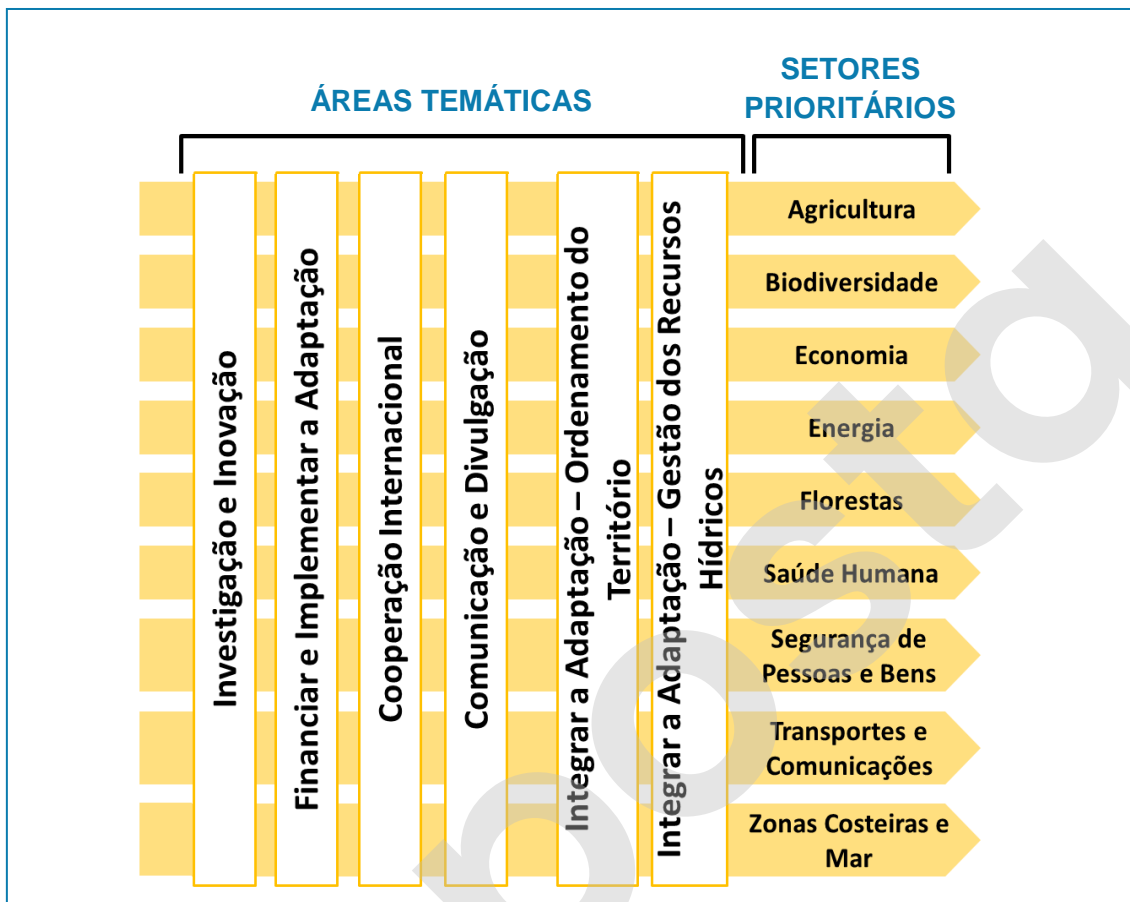 ÁREAS TEMÁTICAS
SETORES
PRIORITÁRIOS
Investigação e Inovação
Financiar e Implementar a Adaptação
Cooperação Internacional
Comunicação e Divulgação
Integrar a Adaptação – Ordenamento do
Território
Integrar a Adaptação – Gestão dos Recursos
Hídricos
Agricultura
Biodiversidade
Economia
Energia
Florestas
Saúde Humana
Segurança de
Pessoas e Bens
Transportes e
Comunicações
Zonas Costeiras e
Mar
posta